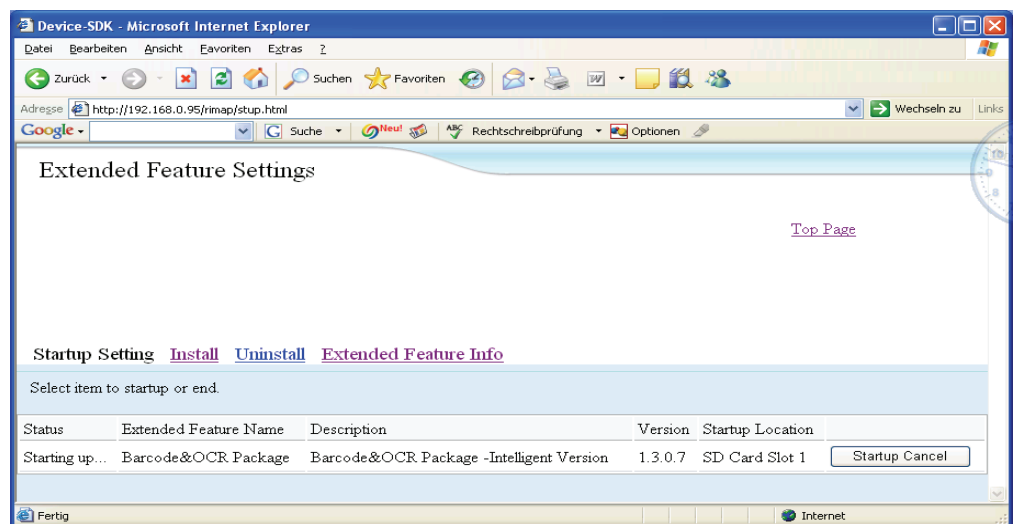 Device-SDK - Microsoft Internet Explorer
Datei Bearbeiten Ansicht Favoriten Extras ?
Zurück Suchen Favoriten W
Adresse http://192.168.0.95/rimap/stup.html Wechseln zu Links
Google - G Suche Neu! ABC Rechtschreibprüfung Optionen
Extended Feature Settings
Top Page
Startup Setting Install Uninstall Extended Feature Info
Select item to startup or end.
Status Extended Feature Name Description Version Startup Location
Starting up... Barcode&OCR Package Barcode&OCR Package -Intelligent Version 1.3.0.7 SD Card Slot 1 Startup Cancel
Fertig Internet